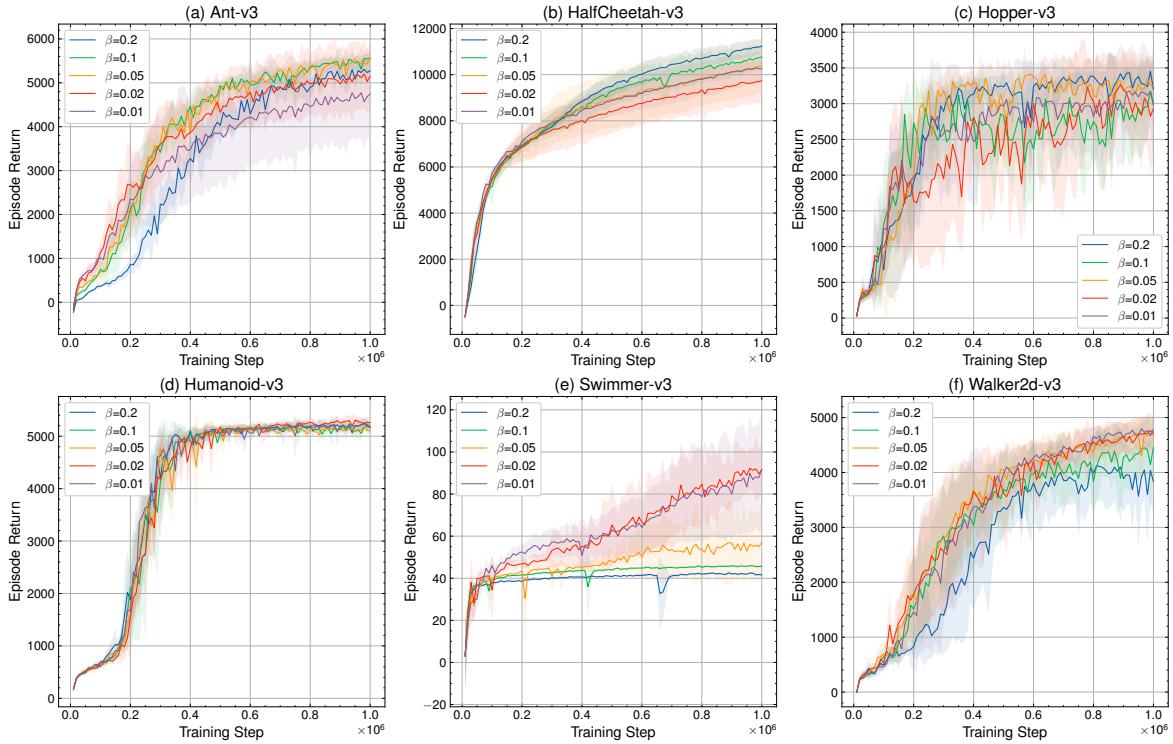 (a) Ant-v3
6000
5000
4000
3000
2000
1000
0
Episode Return
β=0.2
β=0.1
β=0.05
β=0.02
β=0.01
0.0 0.2 0.4 0.6 0.8 1.0
Training Step
×10⁶
(b) HalfCheetah-v3
12000
10000
8000
6000
4000
2000
0
Episode Return
β=0.2
β=0.1
β=0.05
β=0.02
β=0.01
0.0 0.2 0.4 0.6 0.8 1.0
Training Step
×10⁶
(c) Hopper-v3
4000
3500
3000
2500
2000
1500
1000
500
0
Episode Return
β=0.2
β=0.1
β=0.05
β=0.02
β=0.01
0.0 0.2 0.4 0.6 0.8 1.0
Training Step
×10⁶
(d) Humanoid-v3
5000
4000
3000
2000
1000
0
Episode Return
β=0.2
β=0.1
β=0.05
β=0.02
β=0.01
0.0 0.2 0.4 0.6 0.8 1.0
Training Step
×10⁶
(e) Swimmer-v3
120
100
80
60
40
20
0
−20
Episode Return
β=0.2
β=0.1
β=0.05
β=0.02
β=0.01
0.0 0.2 0.4 0.6 0.8 1.0
Training Step
×10⁶
(f) Walker2d-v3
5000
4000
3000
2000
1000
0
Episode Return
β=0.2
β=0.1
β=0.05
β=0.02
β=0.01
0.0 0.2 0.4 0.6 0.8 1.0
Training Step
×10⁶